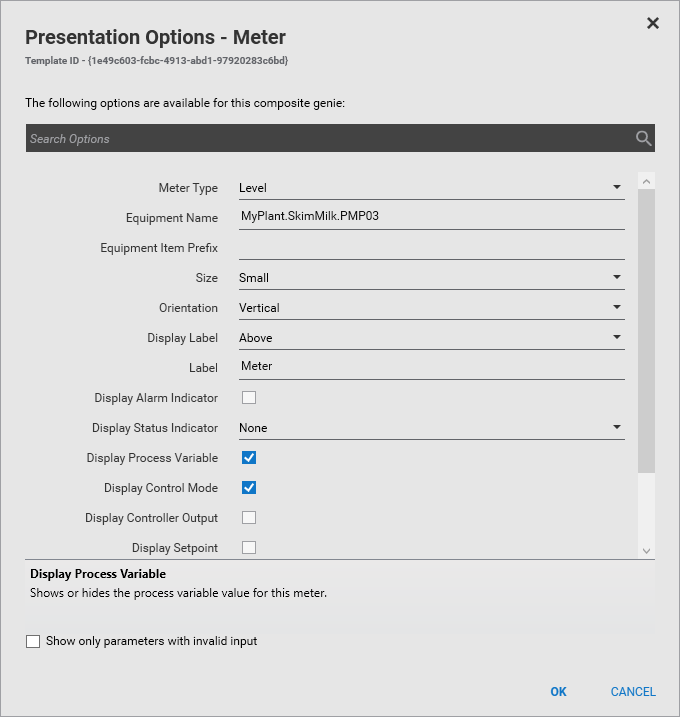 Presentation Options - Meter
Template ID - {1e49c603-fcbc-4913-abd1-97920283c6bd}
The following options are available for this composite genie:
Search Options
Meter Type Level
Equipment Name MyPlant.SkimMilk.PMP03
Equipment Item Prefix
Size Small
Orientation Vertical
Display Label Above
Label Meter
Display Alarm Indicator
Display Status Indicator None
Display Process Variable
Display Control Mode
Display Controller Output
Display Setpoint
Display Process Variable
Shows or hides the process variable value for this meter.
Show only parameters with invalid input
OK CANCEL